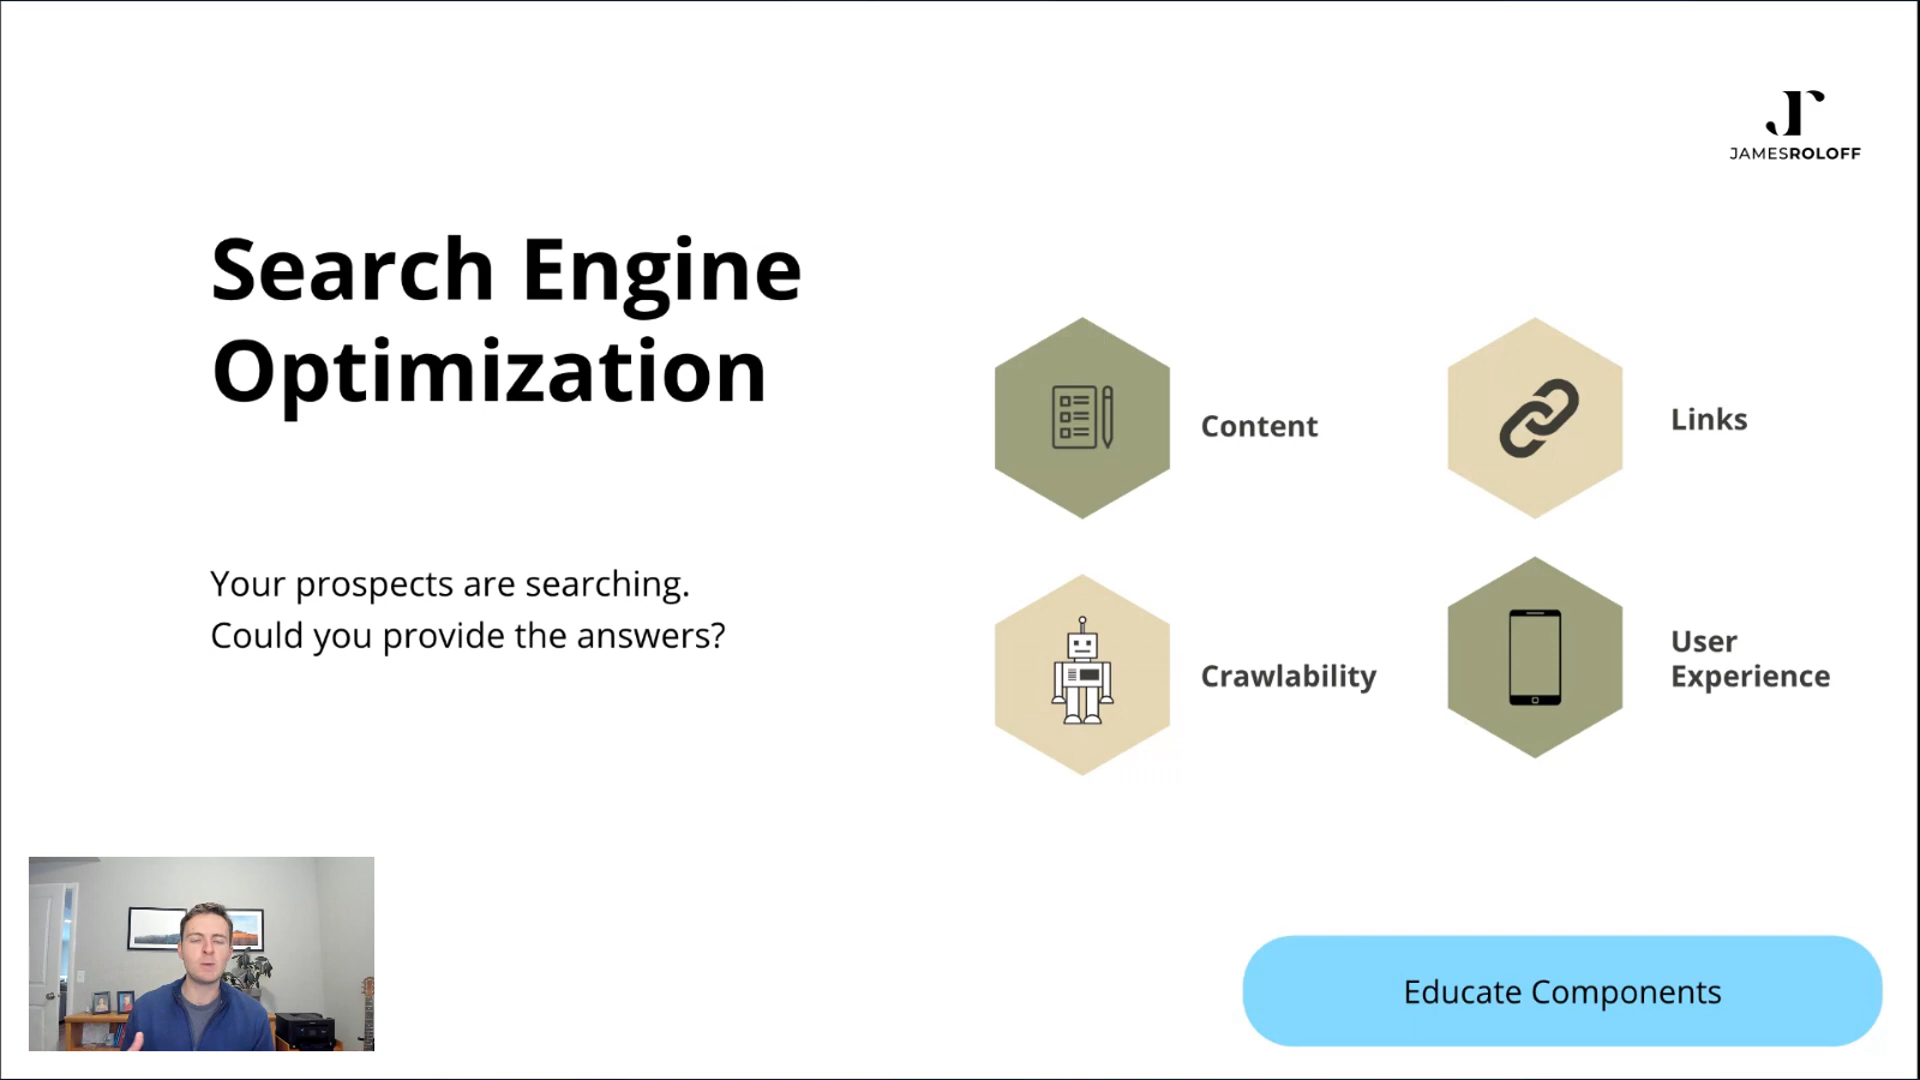 JAMESROLOFF
Search Engine
Optimization
Your prospects are searching.
Could you provide the answers?
Content
Links
Crawlability
User
Experience
Educate Components